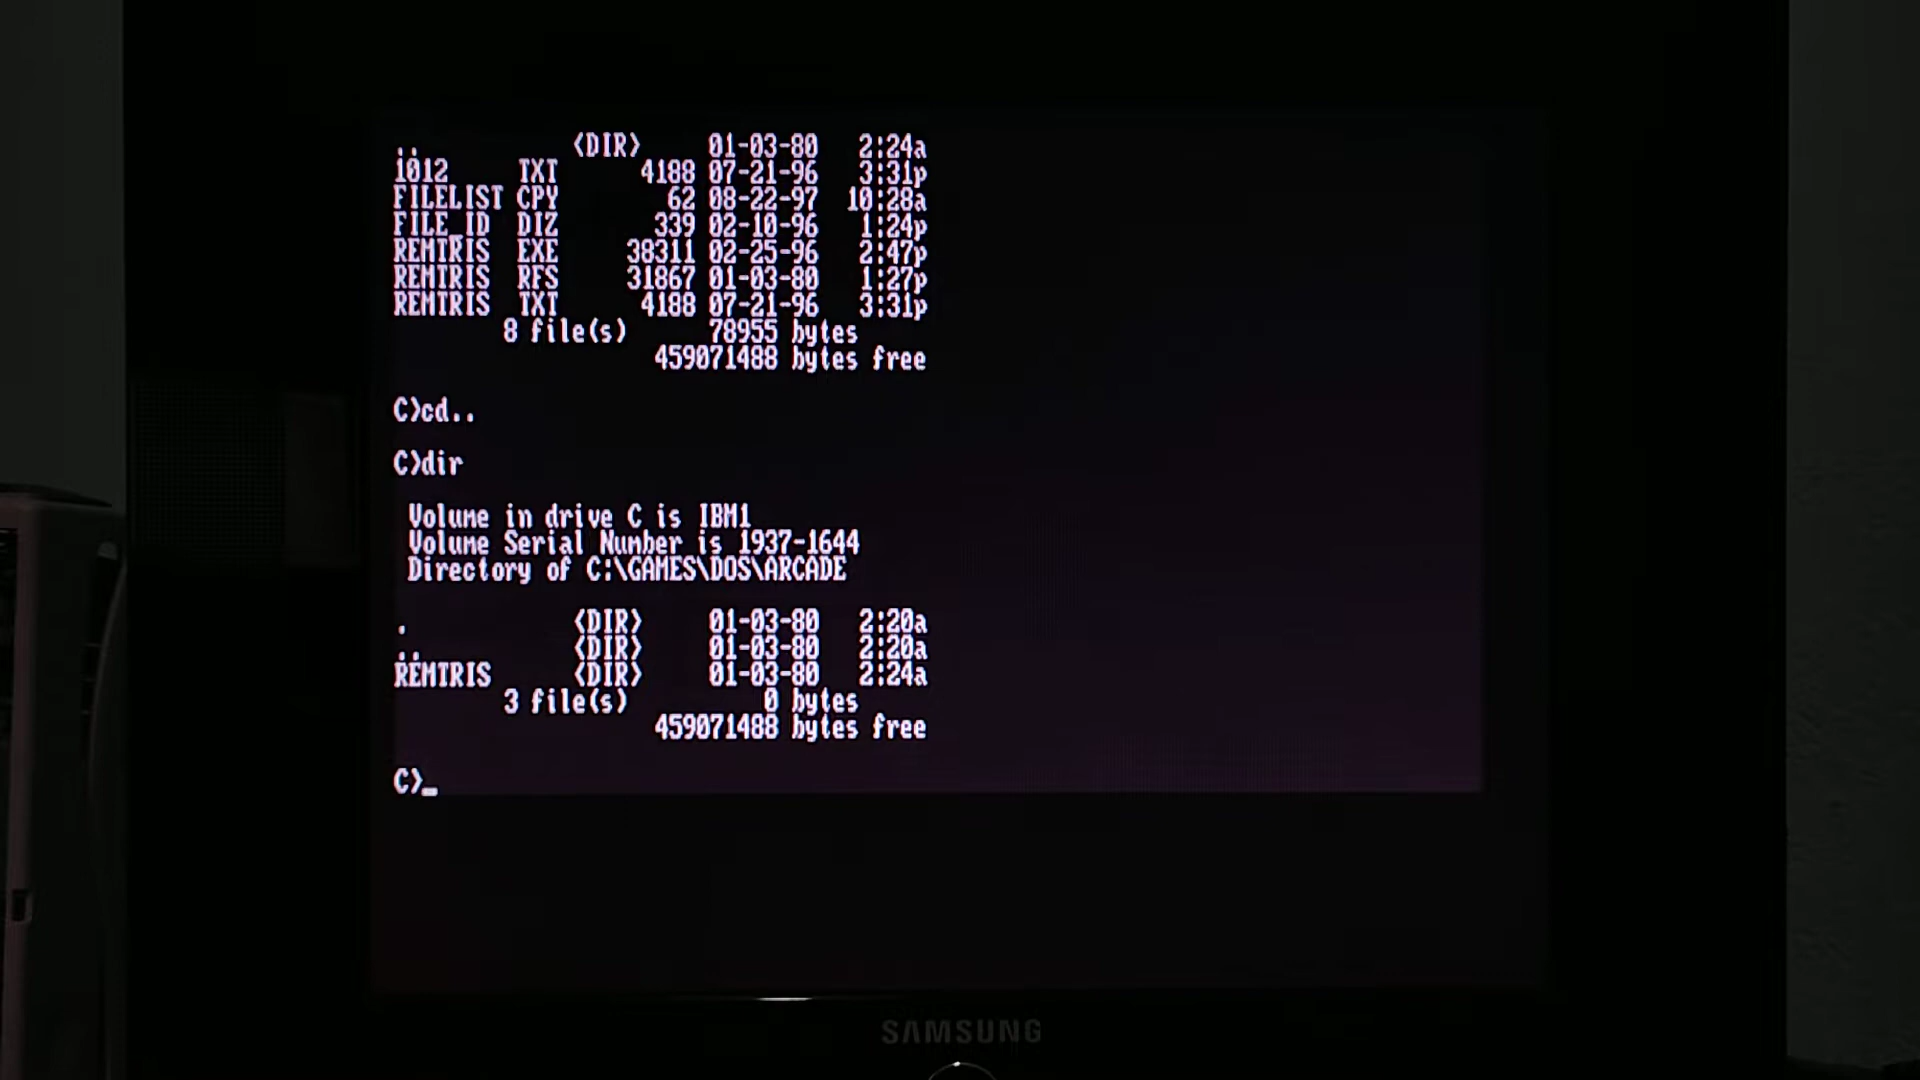 ..           <DIR>     01-03-80   2:24a
1012     TXT      4188 07-21-96   3:31p
FILELIST CPY        62 08-22-97  10:28a
FILE_ID  DIZ       339 02-10-96   1:24p
REMTRIS  EXE     38311 02-25-96   2:47p
REMTRIS  RFS     31867 01-03-80   1:27p
REMTRIS  TXT      4188 07-21-96   3:31p
        8 file(s)      78955 bytes
                   459071488 bytes free
C>cd..
C>dir
Volume in drive C is IBM1
Volume Serial Number is 1937-1644
Directory of C:\GAMES\DOS\ARCADE
.            <DIR>     01-03-80   2:20a
..           <DIR>     01-03-80   2:20a
REMTRIS      <DIR>     01-03-80   2:24a
        3 file(s)          0 bytes
                   459071488 bytes free
C>_
SAMSUNG